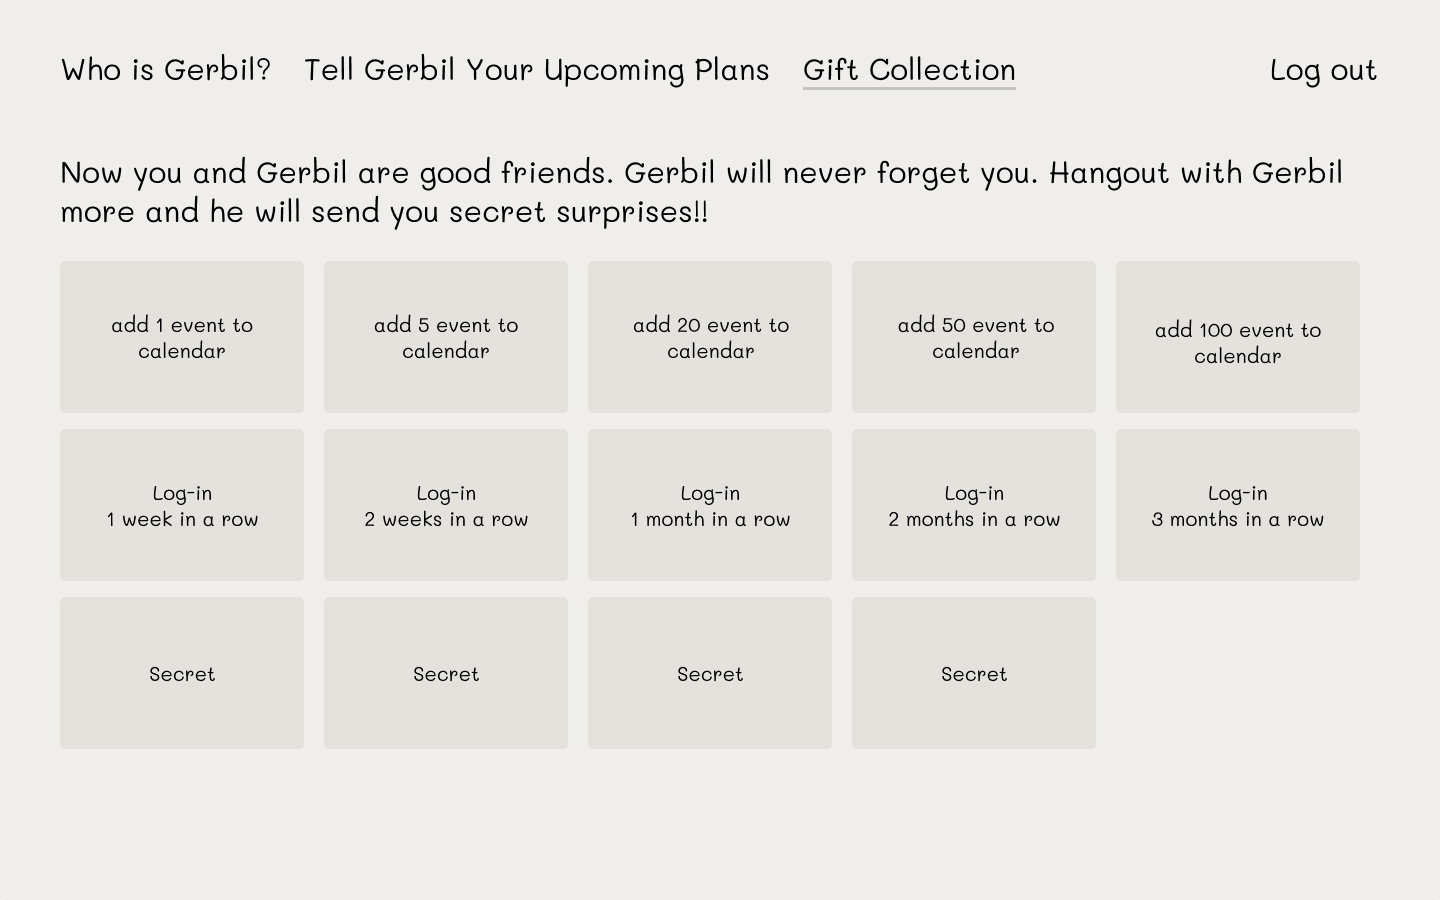 Who is Gerbil? Tell Gerbil Your Upcoming Plans Gift Collection Log out
Now you and Gerbil are good friends. Gerbil will never forget you. Hangout with Gerbil
more and he will send you secret surprises!!
add 1 event to
calendar
add 5 event to
calendar
add 20 event to
calendar
add 50 event to
calendar
add 100 event to
calendar
Log-in
1 week in a row
Log-in
2 weeks in a row
Log-in
1 month in a row
Log-in
2 months in a row
Log-in
3 months in a row
Secret
Secret
Secret
Secret